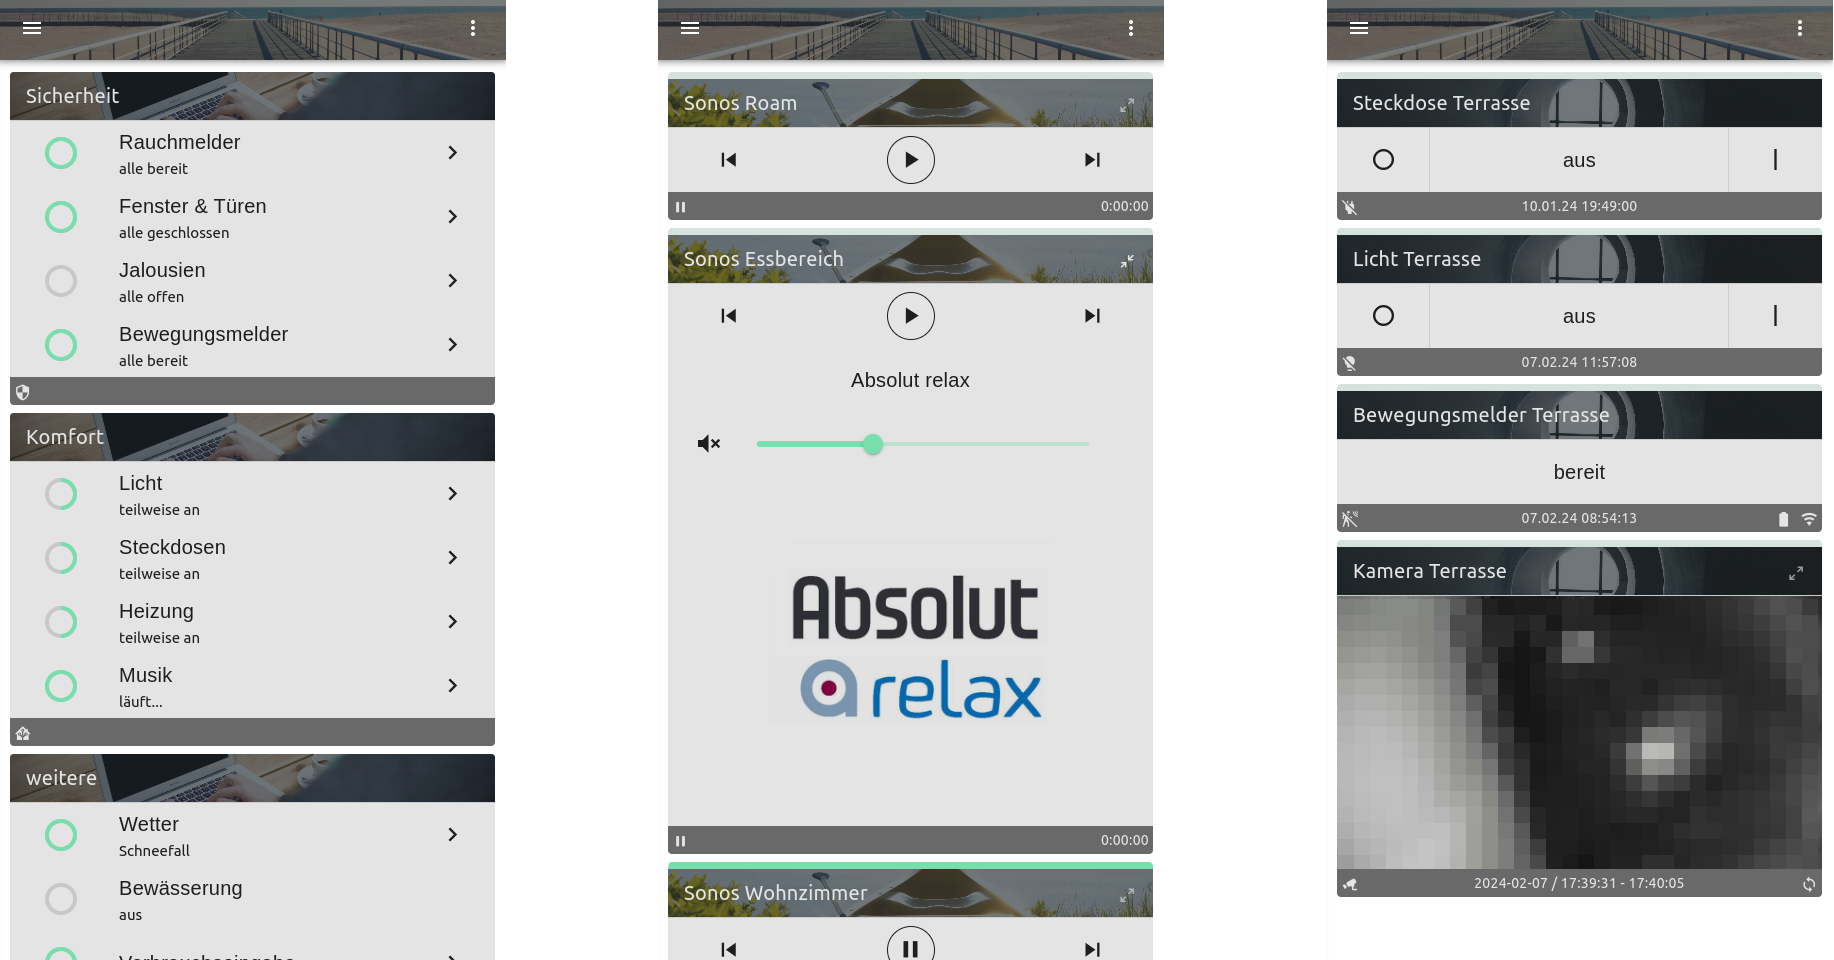 Sicherheit
Rauchmelder
alle bereit
Fenster & Türen
alle geschlossen
Jalousien
alle offen
Bewegungsmelder
alle bereit
Komfort
Licht
teilweise an
Steckdosen
teilweise an
Heizung
teilweise an
Musik
läuft...
weitere
Wetter
Schneefall
Bewässerung
aus
Verbrauchseingabe
Sonos Roam
0:00:00
Sonos Essbereich
Absolut relax
Absolut
relax
0:00:00
Sonos Wohnzimmer
Steckdose Terrasse
aus
10.01.24 19:49:00
Licht Terrasse
aus
07.02.24 11:57:08
Bewegungsmelder Terrasse
bereit
07.02.24 08:54:13
Kamera Terrasse
2024-02-07 / 17:39:31 - 17:40:05